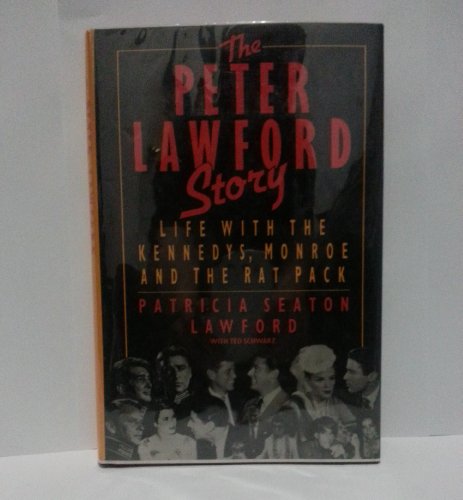 The
PETER
LAWFORD
Story
LIFE WITH THE
KENNEDYS, MONROE
AND THE RAT PACK
PATRICIA SEATON
LAWFORD
WITH TED SCHWARZ